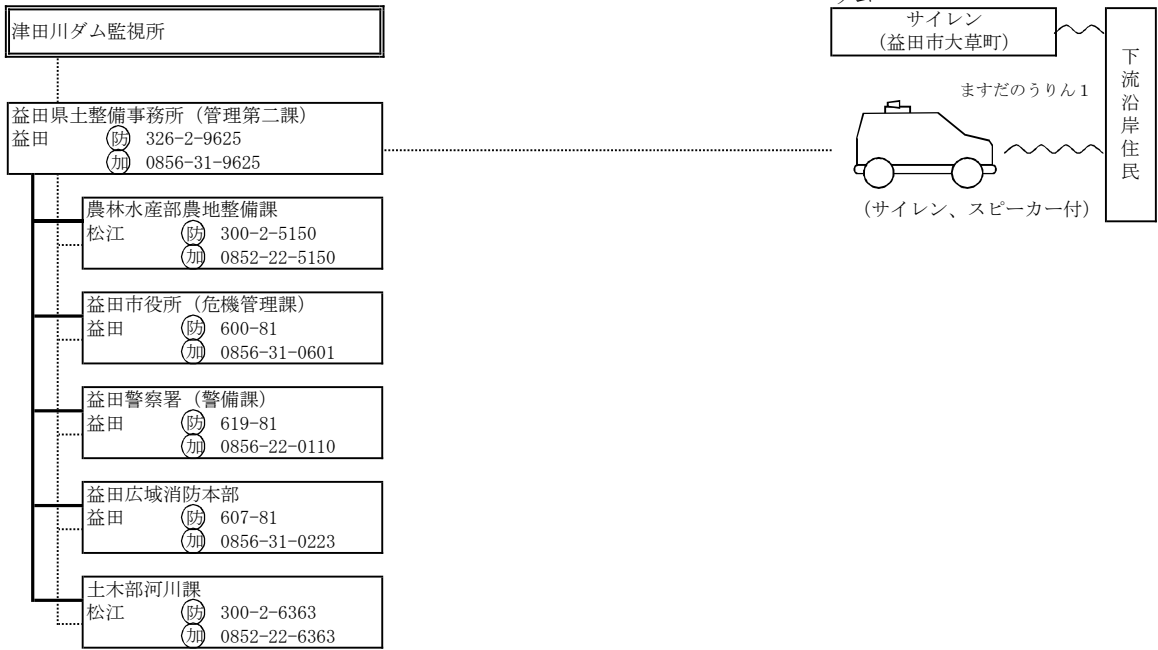 津田川ダム監視所
益田県土整備事務所（管理第二課）
益田　防　326-2-9625
加　0856-31-9625
農林水産部農地整備課
松江　防　300-2-5150
加　0852-22-5150
益田市役所（危機管理課）
益田　防　600-81
加　0856-31-0601
益田警察署（警備課）
益田　防　619-81
加　0856-22-0110
益田広域消防本部
益田　防　607-81
加　0856-31-0223
土木部河川課
松江　防　300-2-6363
加　0852-22-6363
サイレン
（益田市大草町）
ますだのうりん１
（サイレン、スピーカー付）
下流沿岸住民